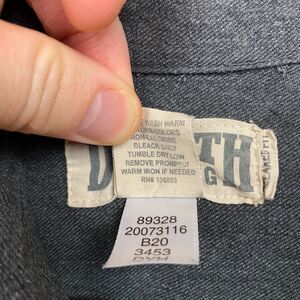 WASH WARM
COLORS
NON-CHLORINE
BLEACH ONLY
TUMBLE DRY LOW
REMOVE PROMPTLY
WARM IRON IF NEEDED
RN# 106803
D TH
G
89328
20073116
B20
3453